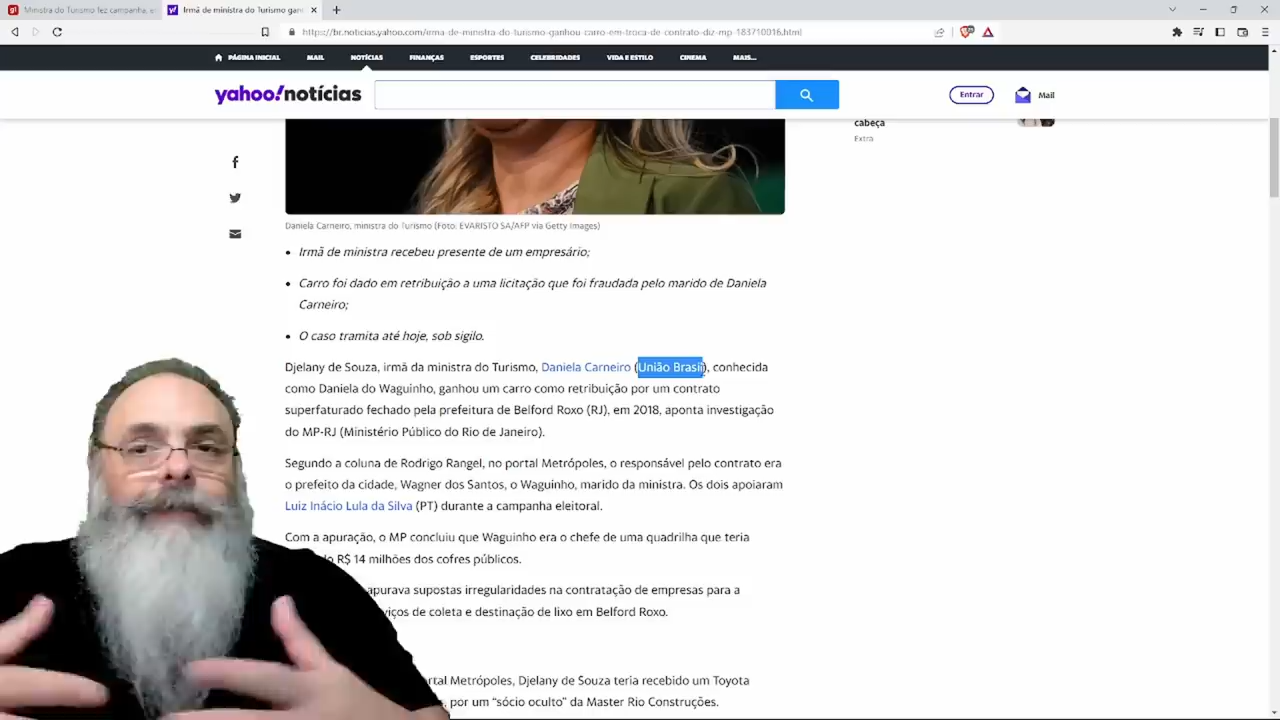 Ministra do Turismo fez campanha, e
Irmã de ministra do Turismo gan
https://br.noticias.yahoo.com/irme-de-ministra-do-turismo-ganhou-carro-em-troca-de-contrato-diz-mp-183710016.html
PÁGINA INICIAL MAIL NOTÍCIAS FINANÇAS ESPORTES CELEBRIDADES VIDA E ESTILO CINEMA MAIS...
yahoo!notícias
Entrar
Mail
cabeça
Extra
Daniela Carneiro, ministra do Turismo (Foto: EVARISTO SA/AFP via Getty Images)
• Irmã de ministra recebeu presente de um empresário;
• Carro foi dado em retribuição a uma licitação que foi fraudada pelo marido de Daniela
Carneiro;
• O caso tramita até hoje, sob sigilo.
Djelany de Souza, irmã da ministra do Turismo, Daniela Carneiro (União Brasil), conhecida
como Daniela do Waguinho, ganhou um carro como retribuição por um contrato
superfaturado fechado pela prefeitura de Belford Roxo (RJ), em 2018, aponta investigação
do MP-RJ (Ministério Público do Rio de Janeiro).
Segundo a coluna de Rodrigo Rangel, no portal Metrópoles, o responsável pelo contrato era
o prefeito da cidade, Wagner dos Santos, o Waguinho, marido da ministra. Os dois apoiaram
Luiz Inácio Lula da Silva (PT) durante a campanha eleitoral.
Com a apuração, o MP concluiu que Waguinho era o chefe de uma quadrilha que teria
R$ 14 milhões dos cofres públicos.
apurava supostas irregularidades na contratação de empresas para a
de coleta e destinação de lixo em Belford Roxo.
Metrópoles, Djelany de Souza teria recebido um Toyota
por um “sócio oculto” da Master Rio Construções.